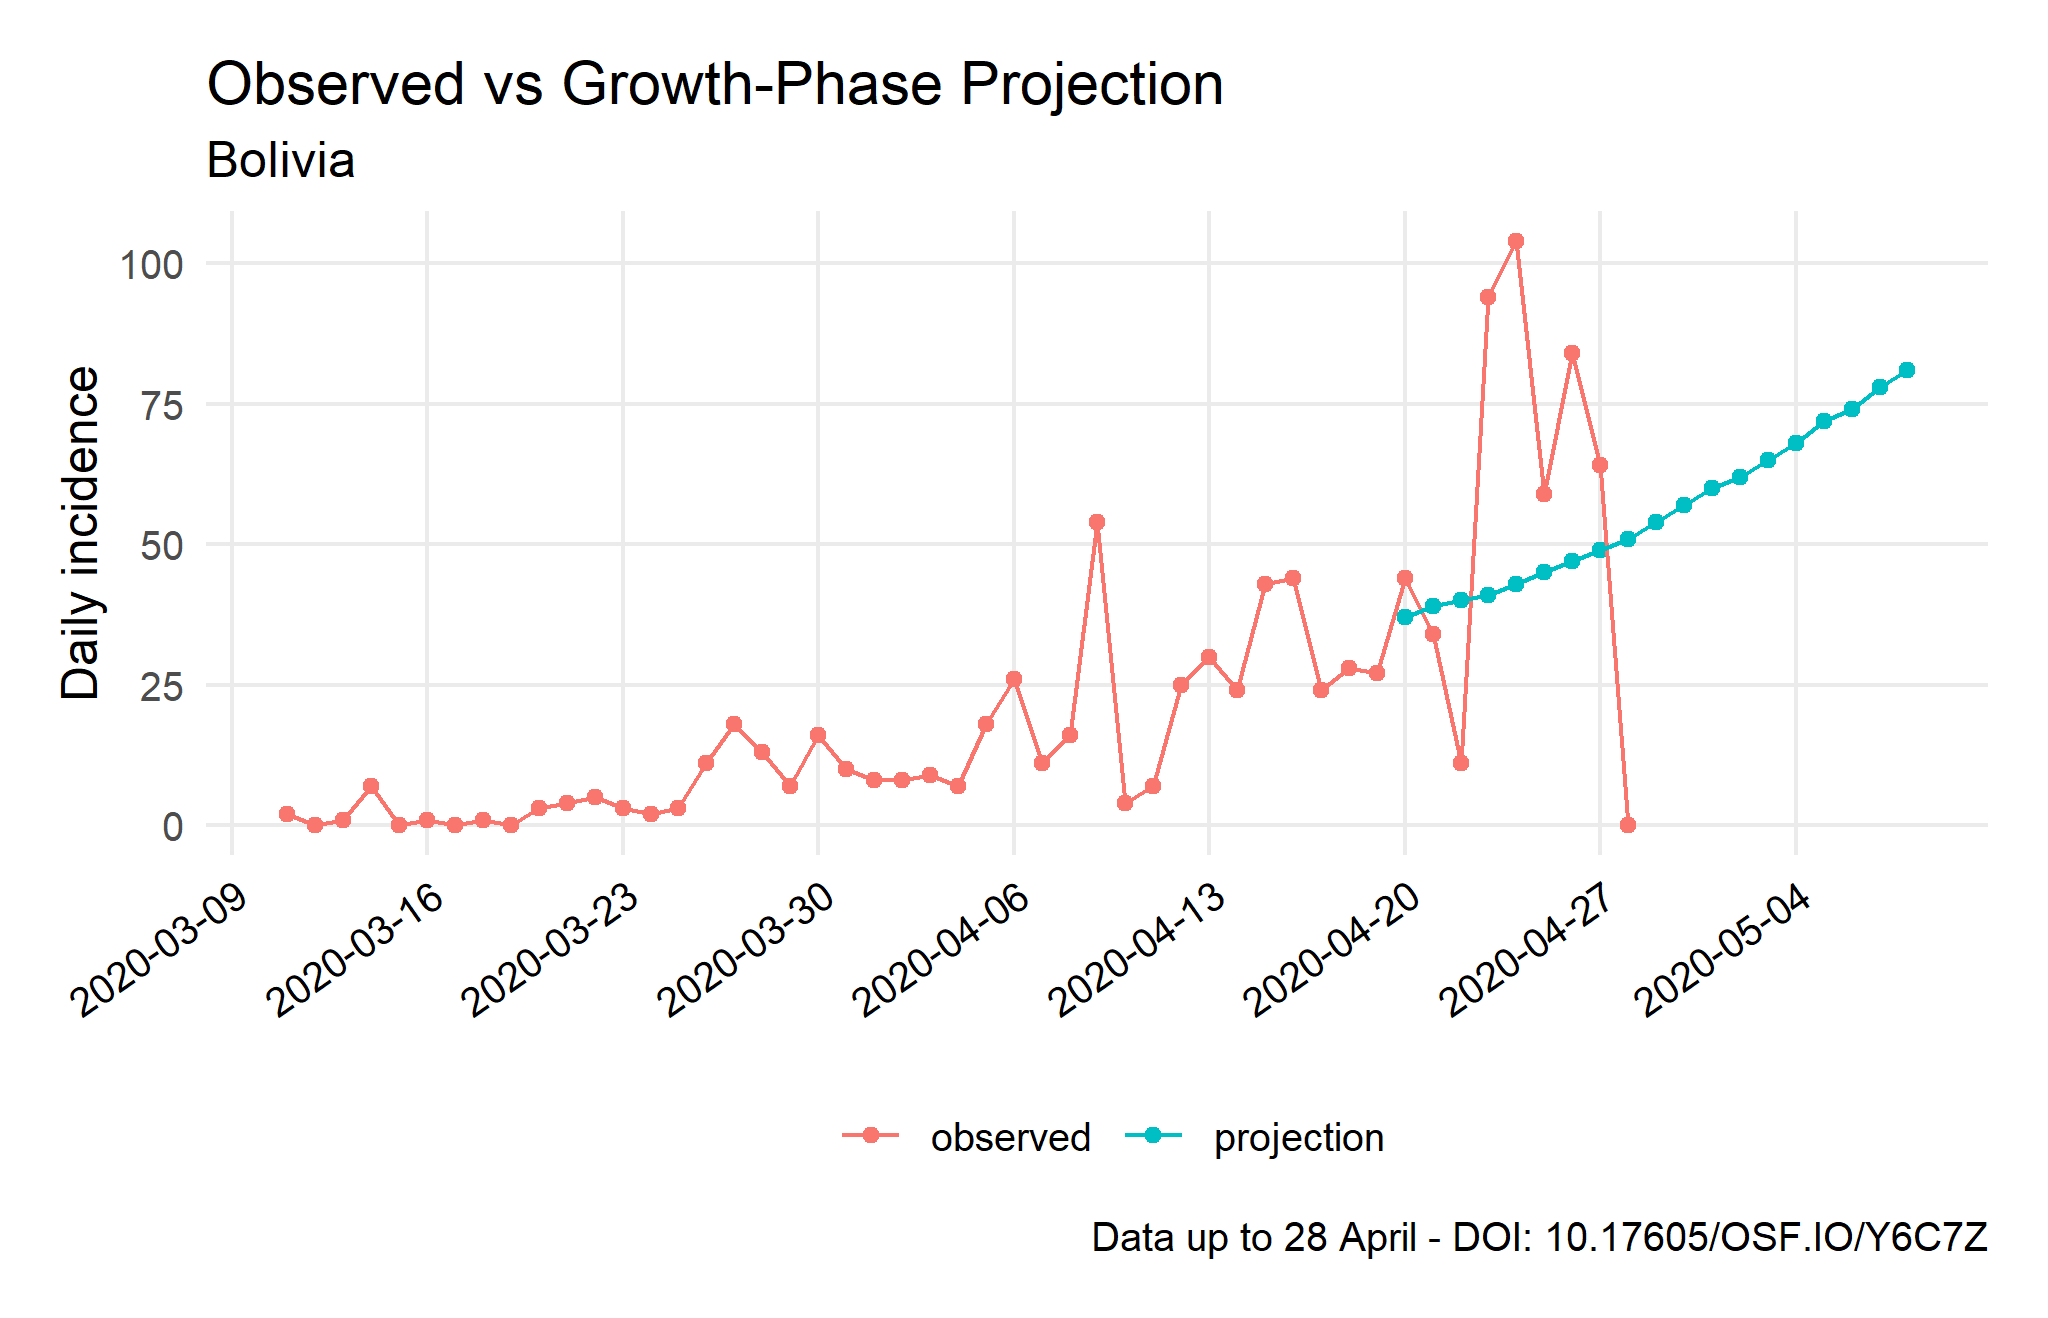 Observed vs Growth-Phase Projection
Bolivia
Daily incidence
100
75
50
25
0
2020-03-09
2020-03-16
2020-03-23
2020-03-30
2020-04-06
2020-04-13
2020-04-20
2020-04-27
2020-05-04
observed
projection
Data up to 28 April - DOI: 10.17605/OSF.IO/Y6C7Z